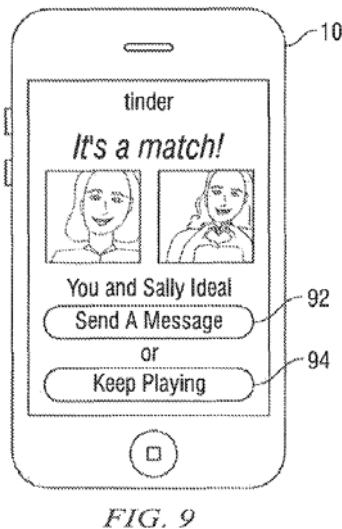 10
tinder
It's a match!
You and Sally Ideal
Send A Message
92
or
Keep Playing
94
FIG. 9